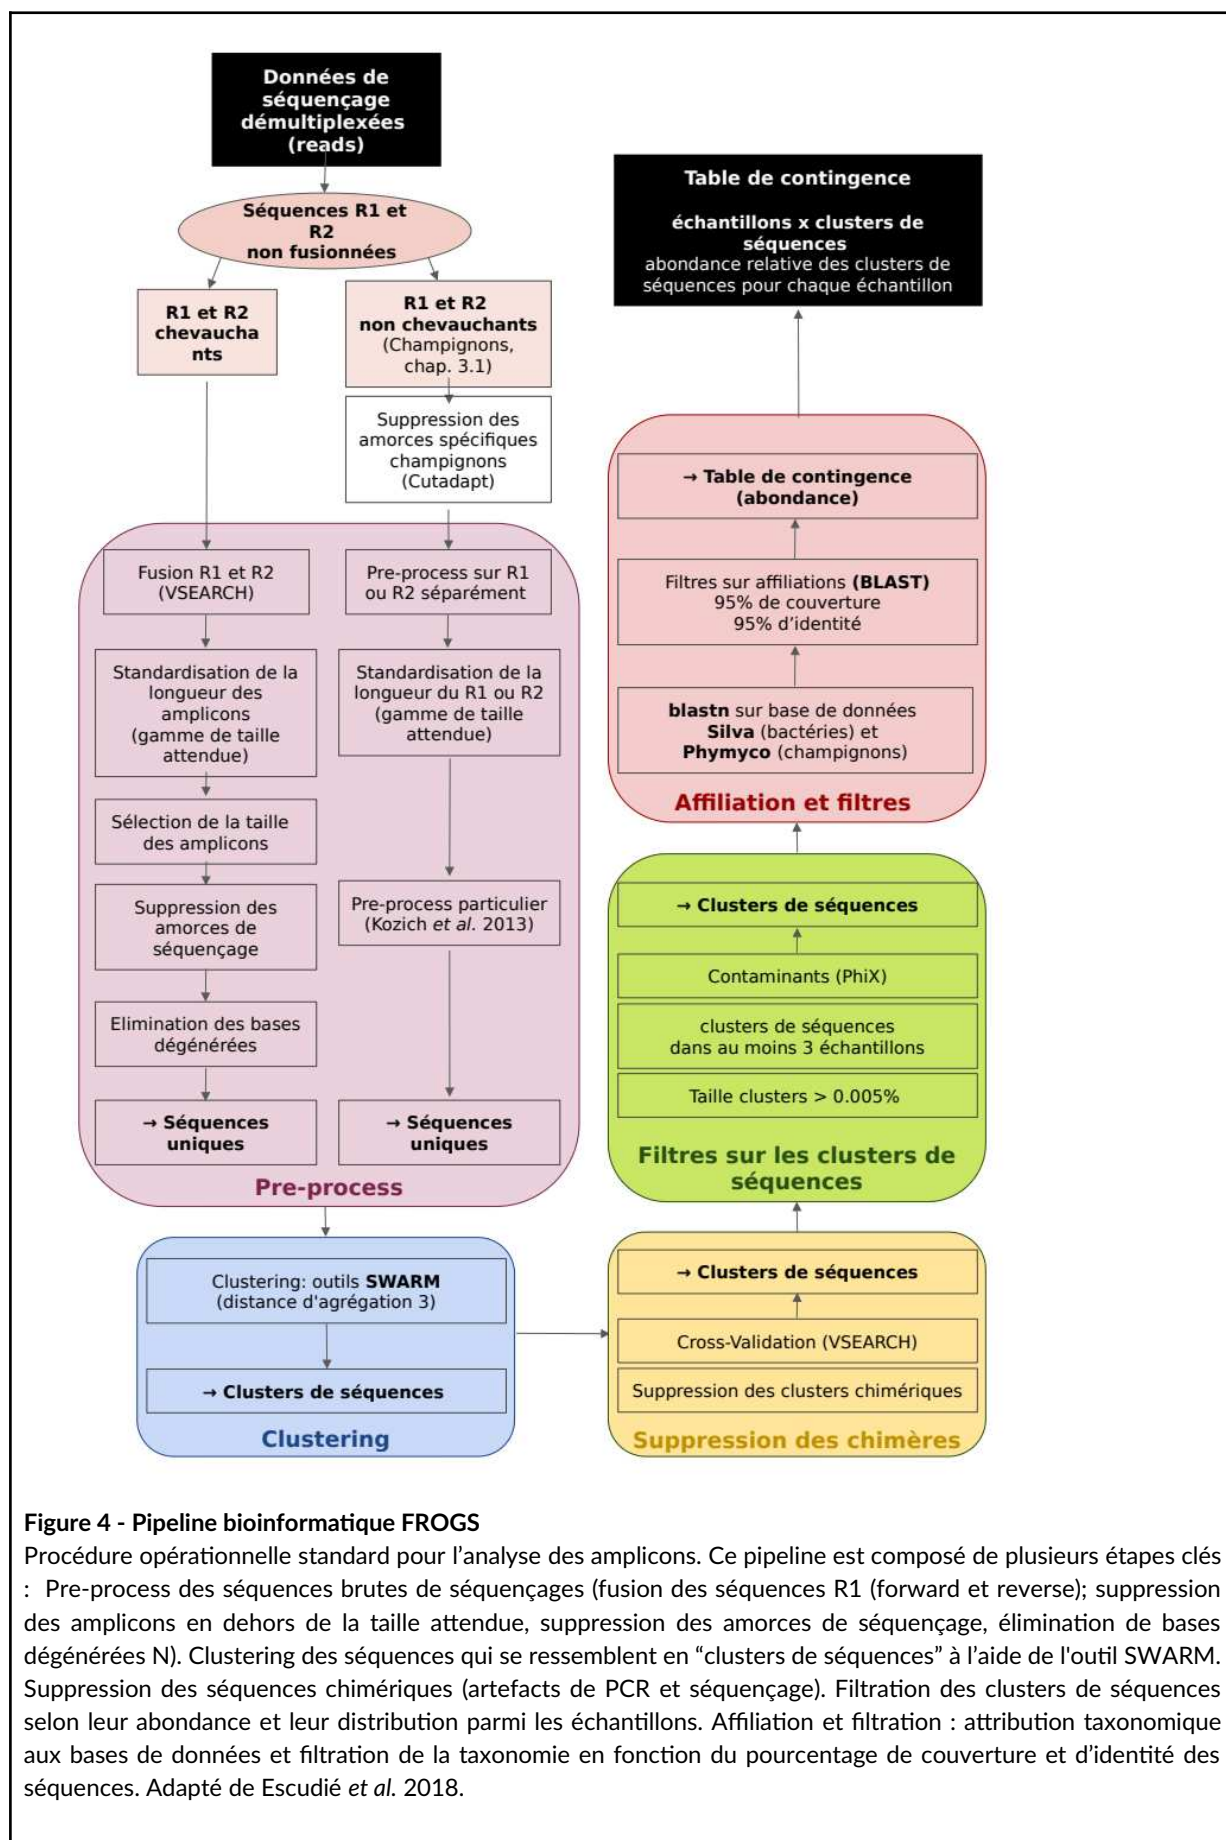 Données de
séquençage
démultiplexées
(reads)
Séquences R1 et
R2
non fusionnées
R1 et R2
chevaucha
nts
R1 et R2
non chevauchants
(Champignons,
chap. 3.1)
Suppression des
amorces spécifiques
champignons
(Cutadapt)
Fusion R1 et R2
(VSEARCH)
Standardisation de la
longueur des
amplicons
(gamme de taille
attendue)
Sélection de la taille
des amplicons
Suppression des
amorces de
séquençage
Elimination des bases
dégénérées
→ Séquences
uniques
Pre-process sur R1
ou R2 séparément
Standardisation de la
longueur du R1 ou R2
(gamme de taille
attendue)
Pre-process particulier
(Kozich et al. 2013)
→ Séquences
uniques
Pre-process
Clustering: outils SWARM
(distance d'agrégation 3)
→ Clusters de séquences
Clustering
Table de contingence
échantillons x clusters de
séquences
abondance relative des clusters de
séquences pour chaque échantillon
→ Table de contingence
(abondance)
Filtres sur affiliations (BLAST)
95% de couverture
95% d’identité
blastn sur base de données
Silva (bactéries) et
Phymyco (champignons)
Affiliation et filtres
→ Clusters de séquences
Contaminants (PhiX)
clusters de séquences
dans au moins 3 échantillons
Taille clusters > 0.005%
Filtres sur les clusters de
séquences
→ Clusters de séquences
Cross-Validation (VSEARCH)
Suppression des clusters chimériques
Suppression des chimères
Figure 4 - Pipeline bioinformatique FROGS
Procédure opérationnelle standard pour l’analyse des amplicons. Ce pipeline est composé de plusieurs étapes clés
: Pre-process des séquences brutes de séquençages (fusion des séquences R1 (forward et reverse); suppression
des amplicons en dehors de la taille attendue, suppression des amorces de séquençage, élimination de bases
dégénérées N). Clustering des séquences qui se ressemblent en “clusters de séquences” à l’aide de l'outil SWARM.
Suppression des séquences chimériques (artefacts de PCR et séquençage). Filtration des clusters de séquences
selon leur abondance et leur distribution parmi les échantillons. Affiliation et filtration : attribution taxonomique
aux bases de données et filtration de la taxonomie en fonction du pourcentage de couverture et d’identité des
séquences. Adapté de Escudié et al. 2018.